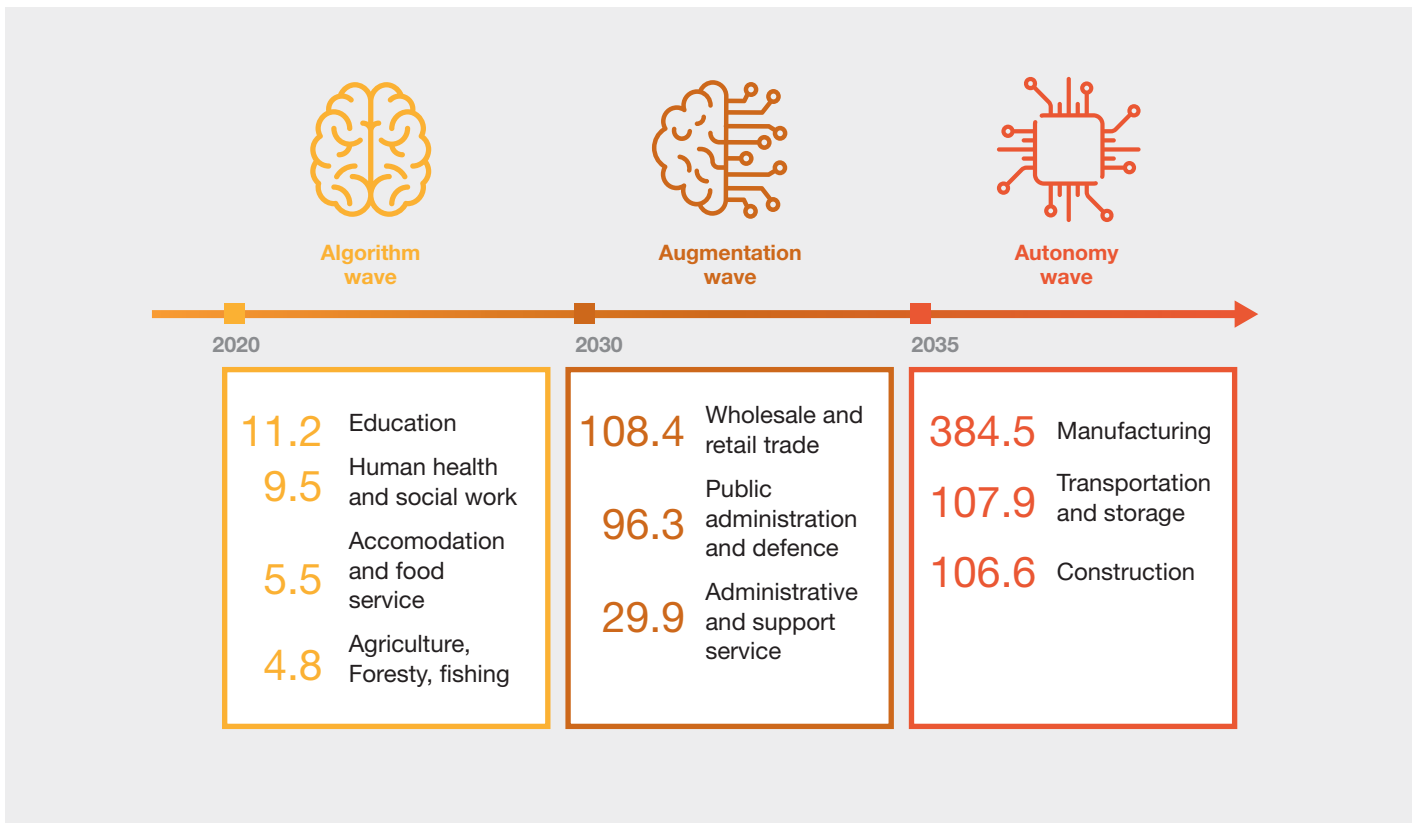 Algorithm
wave
Augmentation
wave
Autonomy
wave
2020
2030
2035
11.2 Education
9.5 Human health
and social work
5.5 Accomodation
and food
service
4.8 Agriculture,
Foresty, fishing
108.4 Wholesale and
retail trade
96.3 Public
administration
and defence
29.9 Administrative
and support
service
384.5 Manufacturing
107.9 Transportation
and storage
106.6 Construction